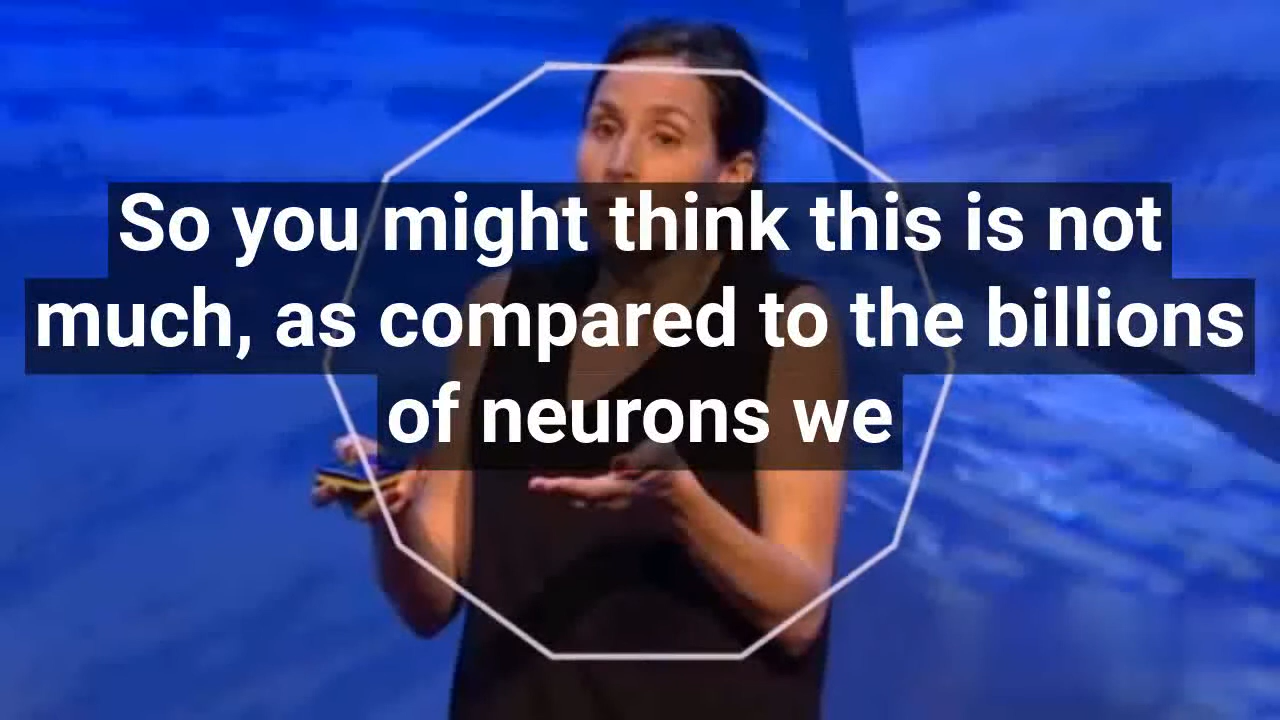 So you might think this is not
much, as compared to the billions
of neurons we